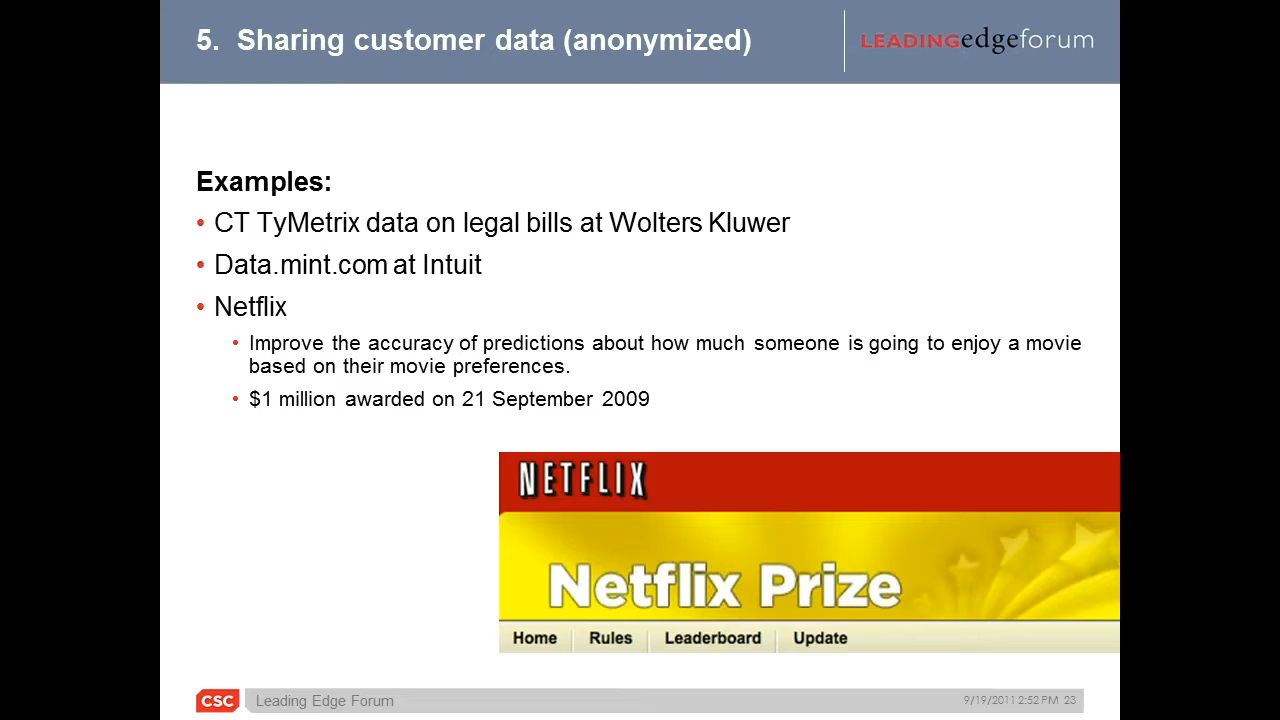 5. Sharing customer data (anonymized)
LEADINGedgeforum
Examples:
• CT TyMetrix data on legal bills at Wolters Kluwer
• Data.mint.com at Intuit
• Netflix
• Improve the accuracy of predictions about how much someone is going to enjoy a movie
based on their movie preferences.
• $1 million awarded on 21 September 2009
NETFLIX
Netflix Prize
Home Rules Leaderboard Update
CSC Leading Edge Forum 9/19/2011 2:52 PM 23